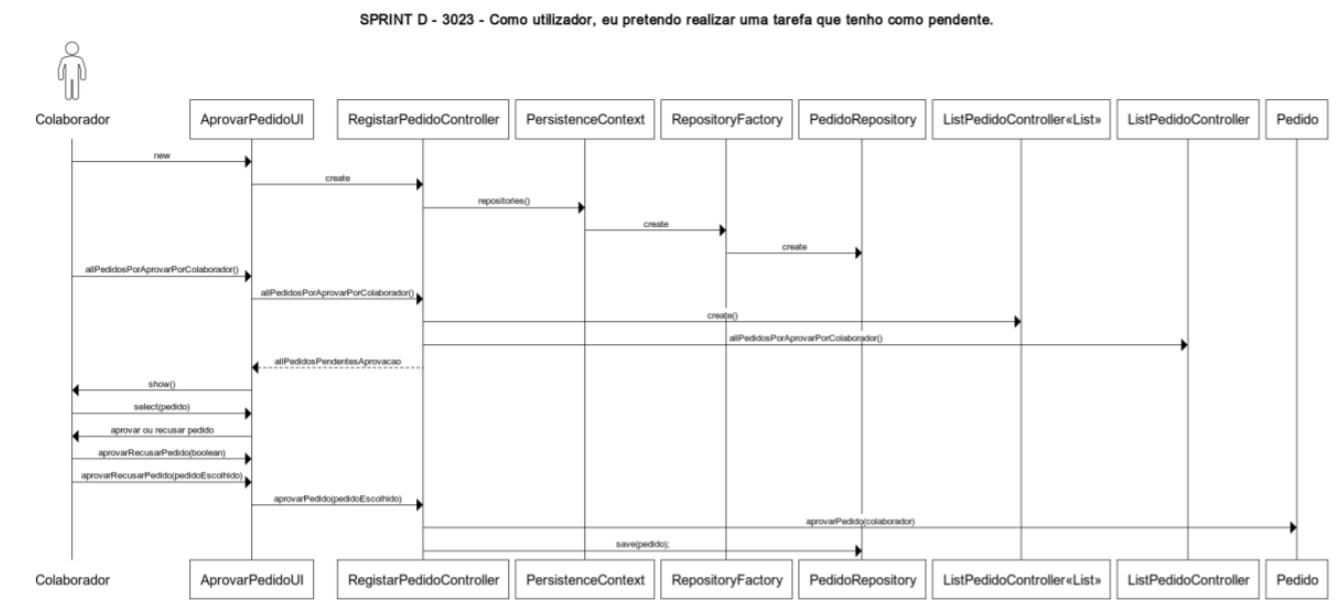 SPRINT D - 3023 - Como utilizador, eu pretendo realizar uma tarefa que tenho como pendente.
Colaborador
AprovarPedidoUI
RegistarPedidoController
PersistenceContext
RepositoryFactory
PedidoRepository
ListPedidoController«List»
ListPedidoController
Pedido
new
create
repositories()
create
create
allPedidosPorAprovarPorColaborador()
allPedidosPorAprovarPorColaborador()
create()
allPedidosPorAprovarPorColaborador()
allPedidosPendentesAprovacao
show()
select(pedido)
aprovar ou recusar pedido
aprovarRecusarPedido(boolean)
aprovarRecusarPedido(pedidoEscolhido)
aprovarPedido(pedidoEscolhido)
aprovarPedido(colaborador)
save(pedido);
Colaborador
AprovarPedidoUI
RegistarPedidoController
PersistenceContext
RepositoryFactory
PedidoRepository
ListPedidoController«List»
ListPedidoController
Pedido